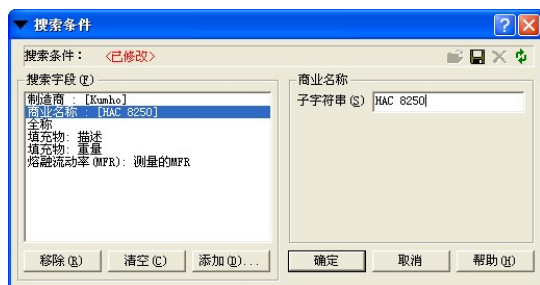 搜索条件
搜索条件： <已修改>
搜索字段(F)
制造商 : [Kumho]
商业名称 : [HAC 8250]
全称
填充物: 描述
填充物: 重量
熔融流动率(MFR): 测量的MFR
移除(R)
清空(C)
添加(D)...
商业名称
子字符串(S)
HAC 8250
确定
取消
帮助(H)